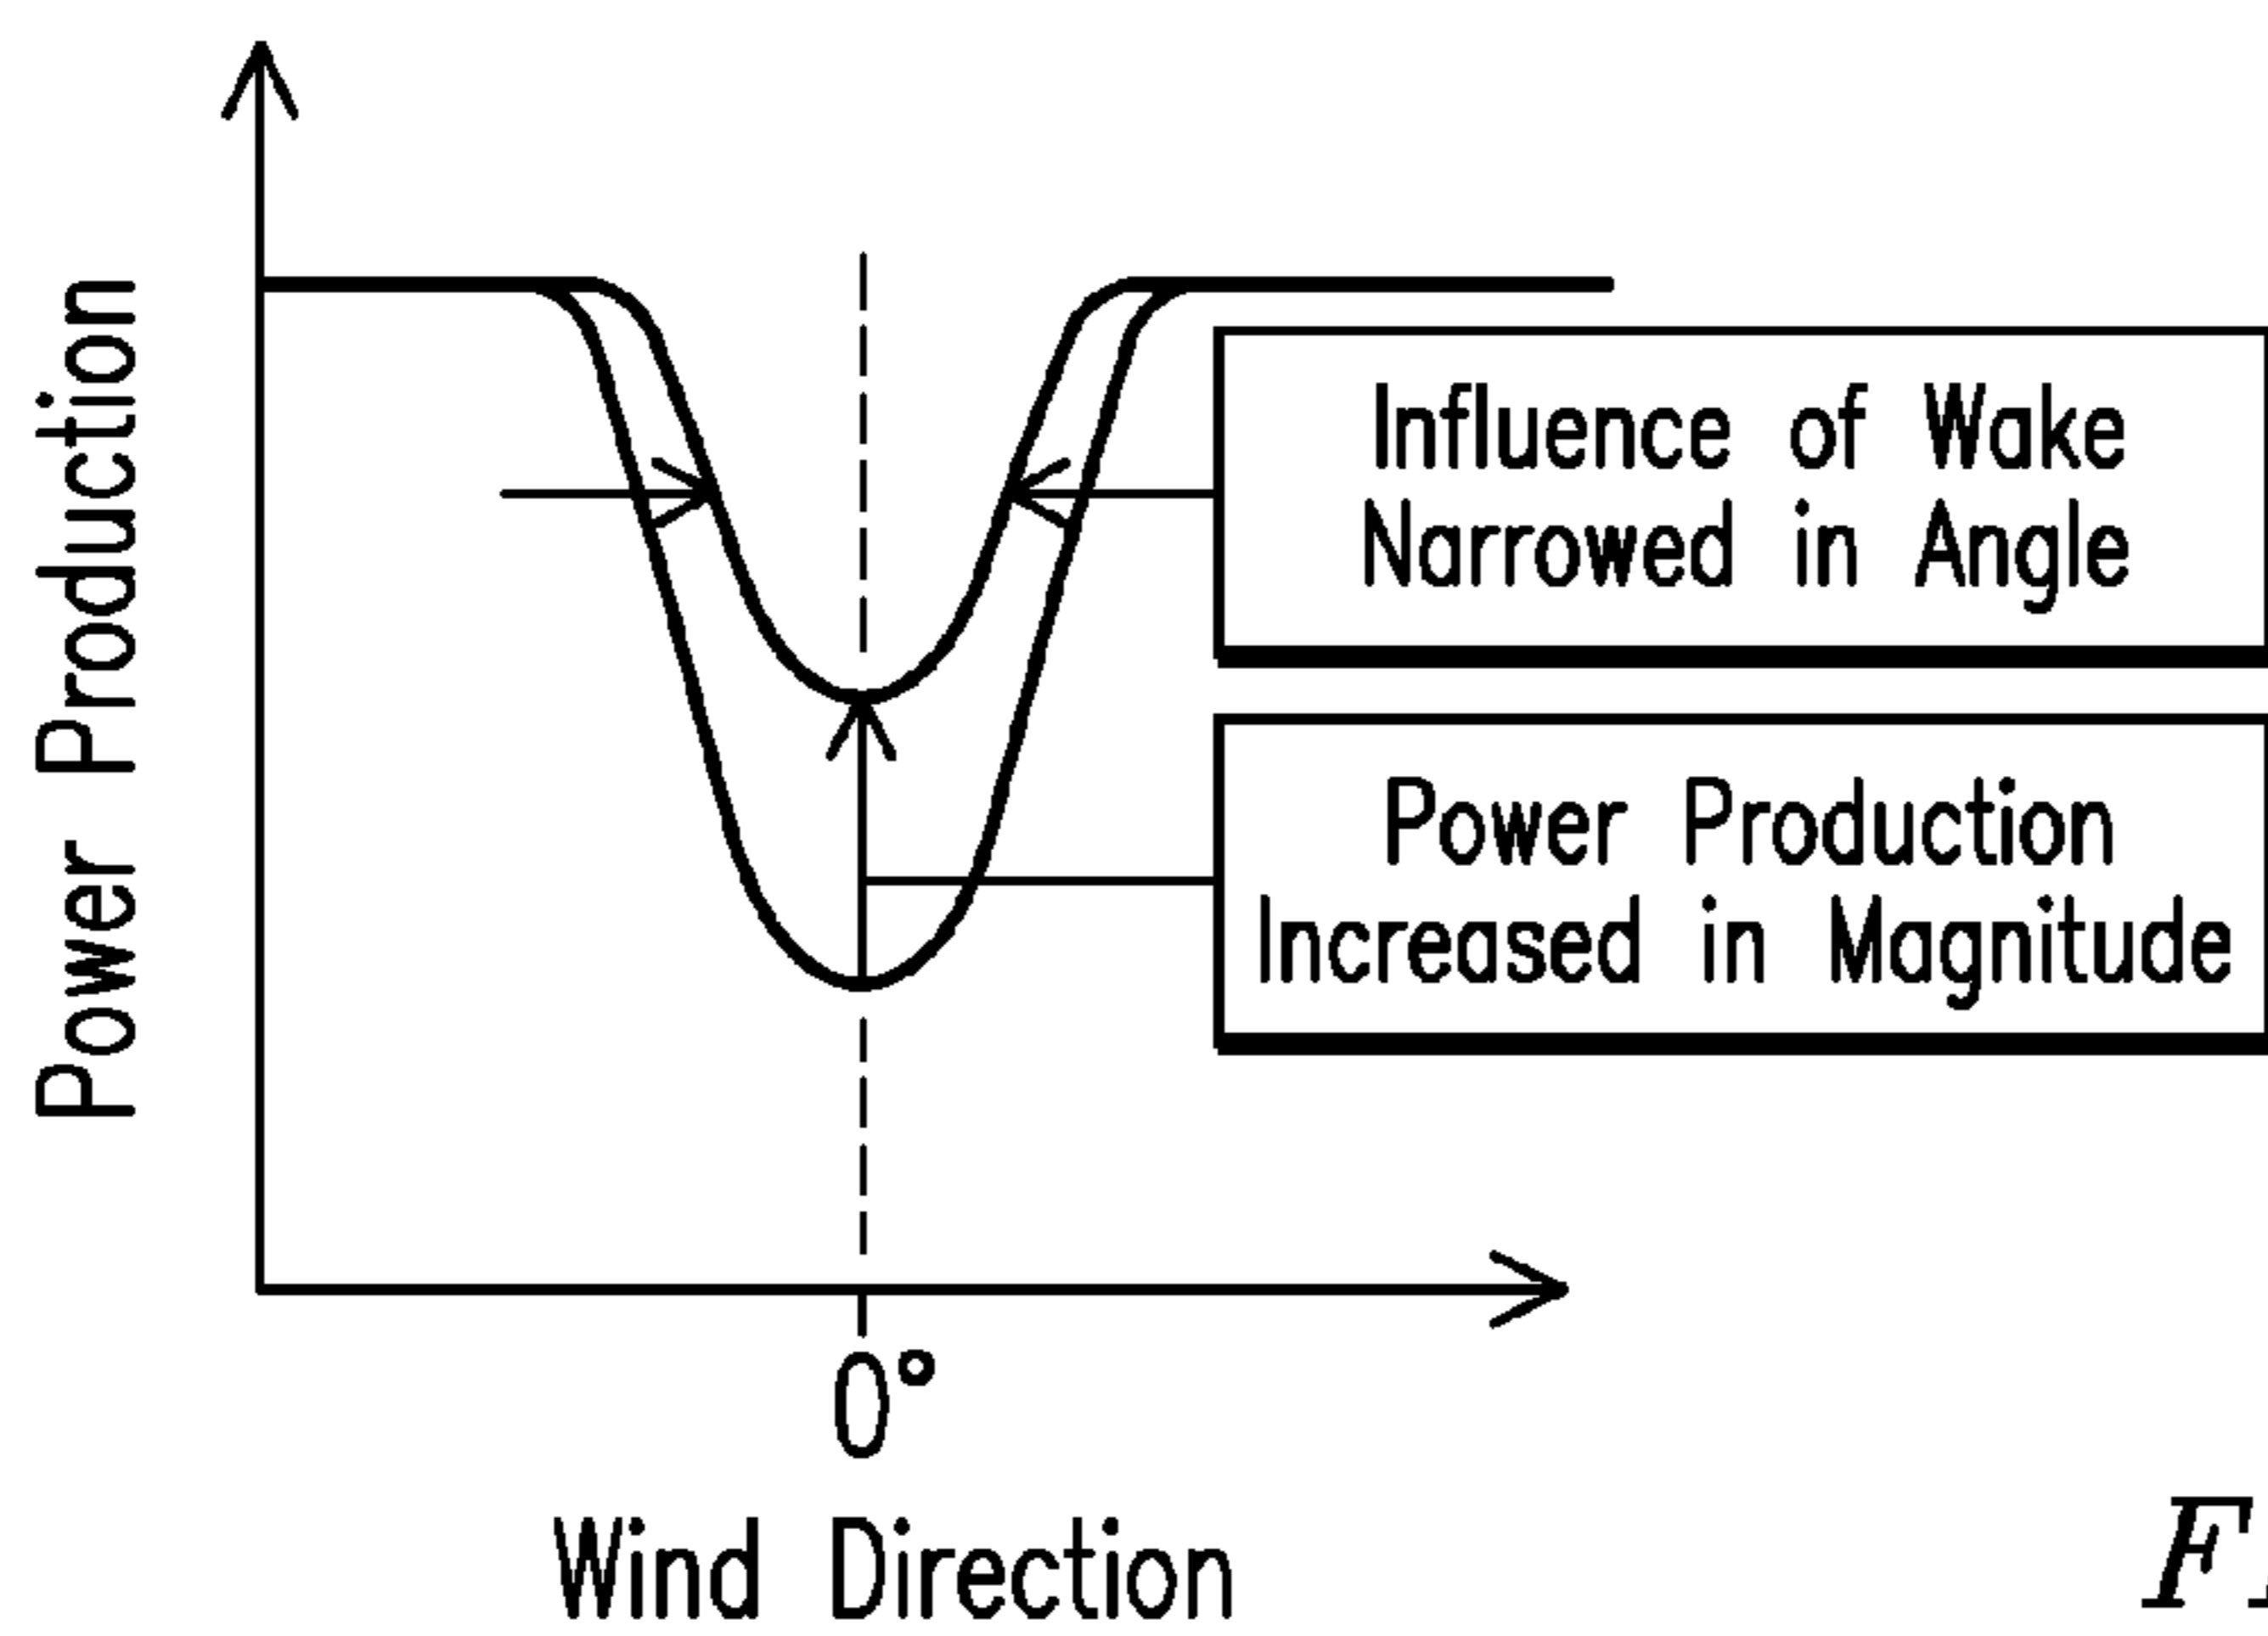 Power Production
Influence of Wake
Narrowed in Angle
Power Production
Increased in Magnitude
0°
Wind Direction